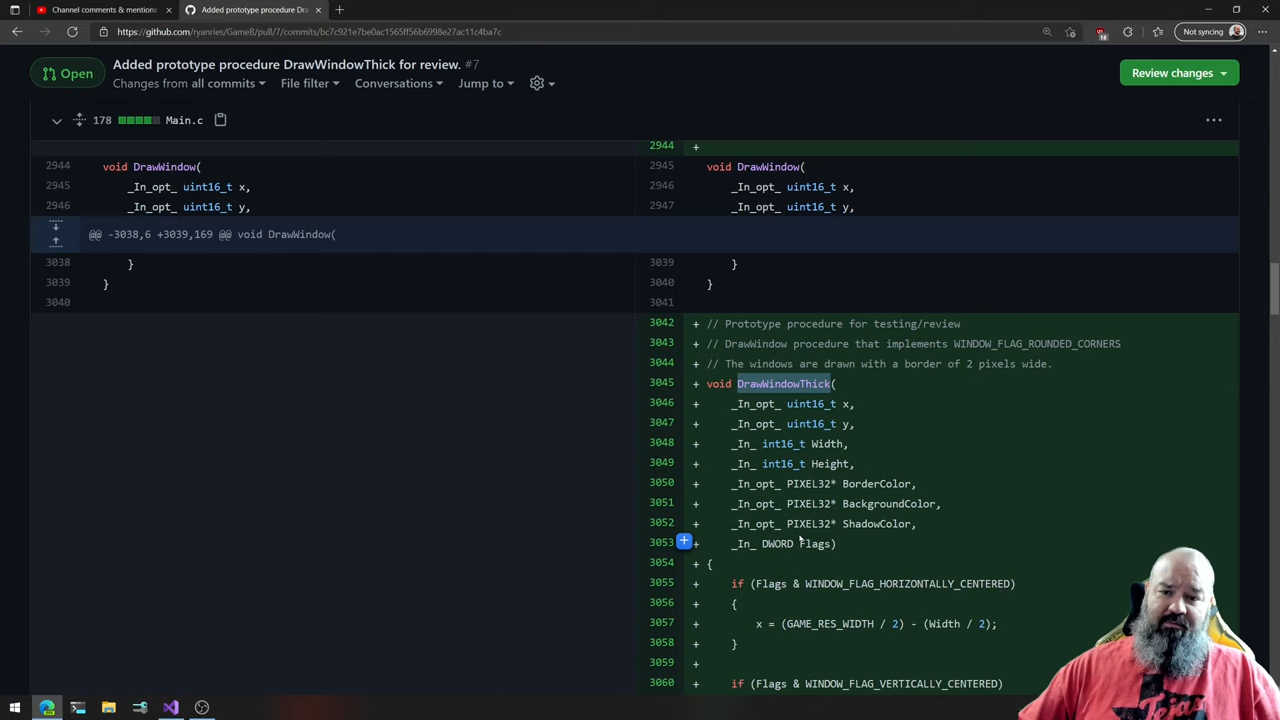 Channel comments & mentions
Added prototype procedure Dra
https://github.com/ryanries/GameB/pull/7/commits/bc7c921e7be0ac1565ff56b6998e27ac11c4ba7c
18
Not syncing
Open
Added prototype procedure DrawWindowThick for review. #7
Changes from all commits
File filter
Conversations
Jump to
Review changes
178
Main.c
2944 +
2944 void DrawWindow(
2945 void DrawWindow(
2945 _In_opt_ uint16_t x,
2946 _In_opt_ uint16_t x,
2946 _In_opt_ uint16_t y,
2947 _In_opt_ uint16_t y,
@@ -3038,6 +3039,169 @@ void DrawWindow(
3038 }
3039 }
3039 }
3040 }
3040
3041
3042 + // Prototype procedure for testing/review
3043 + // DrawWindow procedure that implements WINDOW_FLAG_ROUNDED_CORNERS
3044 + // The windows are drawn with a border of 2 pixels wide.
3045 + void DrawWindowThick(
3046 + _In_opt_ uint16_t x,
3047 + _In_opt_ uint16_t y,
3048 + _In_ int16_t Width,
3049 + _In_ int16_t Height,
3050 + _In_opt_ PIXEL32* BorderColor,
3051 + _In_opt_ PIXEL32* BackgroundColor,
3052 + _In_opt_ PIXEL32* ShadowColor,
3053 + _In_ DWORD Flags)
3054 + {
3055 + if (Flags & WINDOW_FLAG_HORIZONTALLY_CENTERED)
3056 + {
3057 + x = (GAME_RES_WIDTH / 2) - (Width / 2);
3058 + }
3059 +
3060 + if (Flags & WINDOW_FLAG_VERTICALLY_CENTERED)